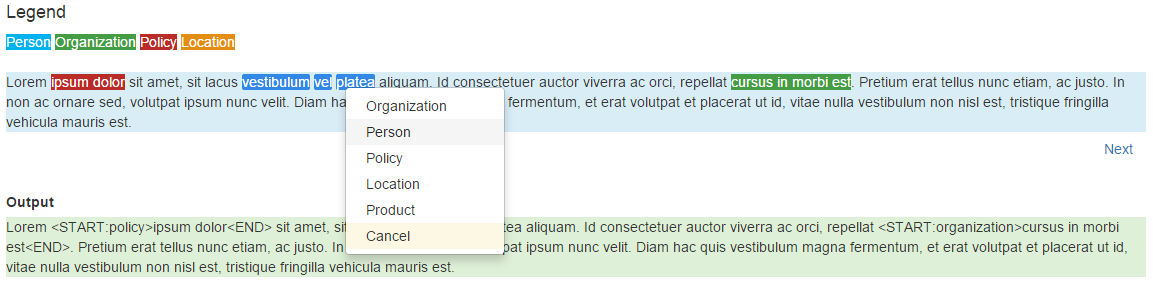 Legend
Person Organization Policy Location
Lorem ipsum dolor sit amet, sit lacus vestibulum vel platea aliquam. Id consectetuer auctor viverra ac orci, repellat cursus in morbi est. Pretium erat tellus nunc etiam, ac justo. In
non ac ornare sed, volutpat ipsum nunc velit. Diam ha fermentum, et erat volutpat et placerat ut id, vitae nulla vestibulum non nisl est, tristique fringilla
vehicula mauris est.
Organization
Person
Policy
Location
Product
Cancel
Next
Output
Lorem <START:policy>ipsum dolor<END> sit amet, sit tea aliquam. Id consectetuer auctor viverra ac orci, repellat <START:organization>cursus in morbi
est<END>. Pretium erat tellus nunc etiam, ac justo. In pat ipsum nunc velit. Diam hac quis vestibulum magna fermentum, et erat volutpat et placerat ut id,
vitae nulla vestibulum non nisl est, tristique fringilla vehicula mauris est.